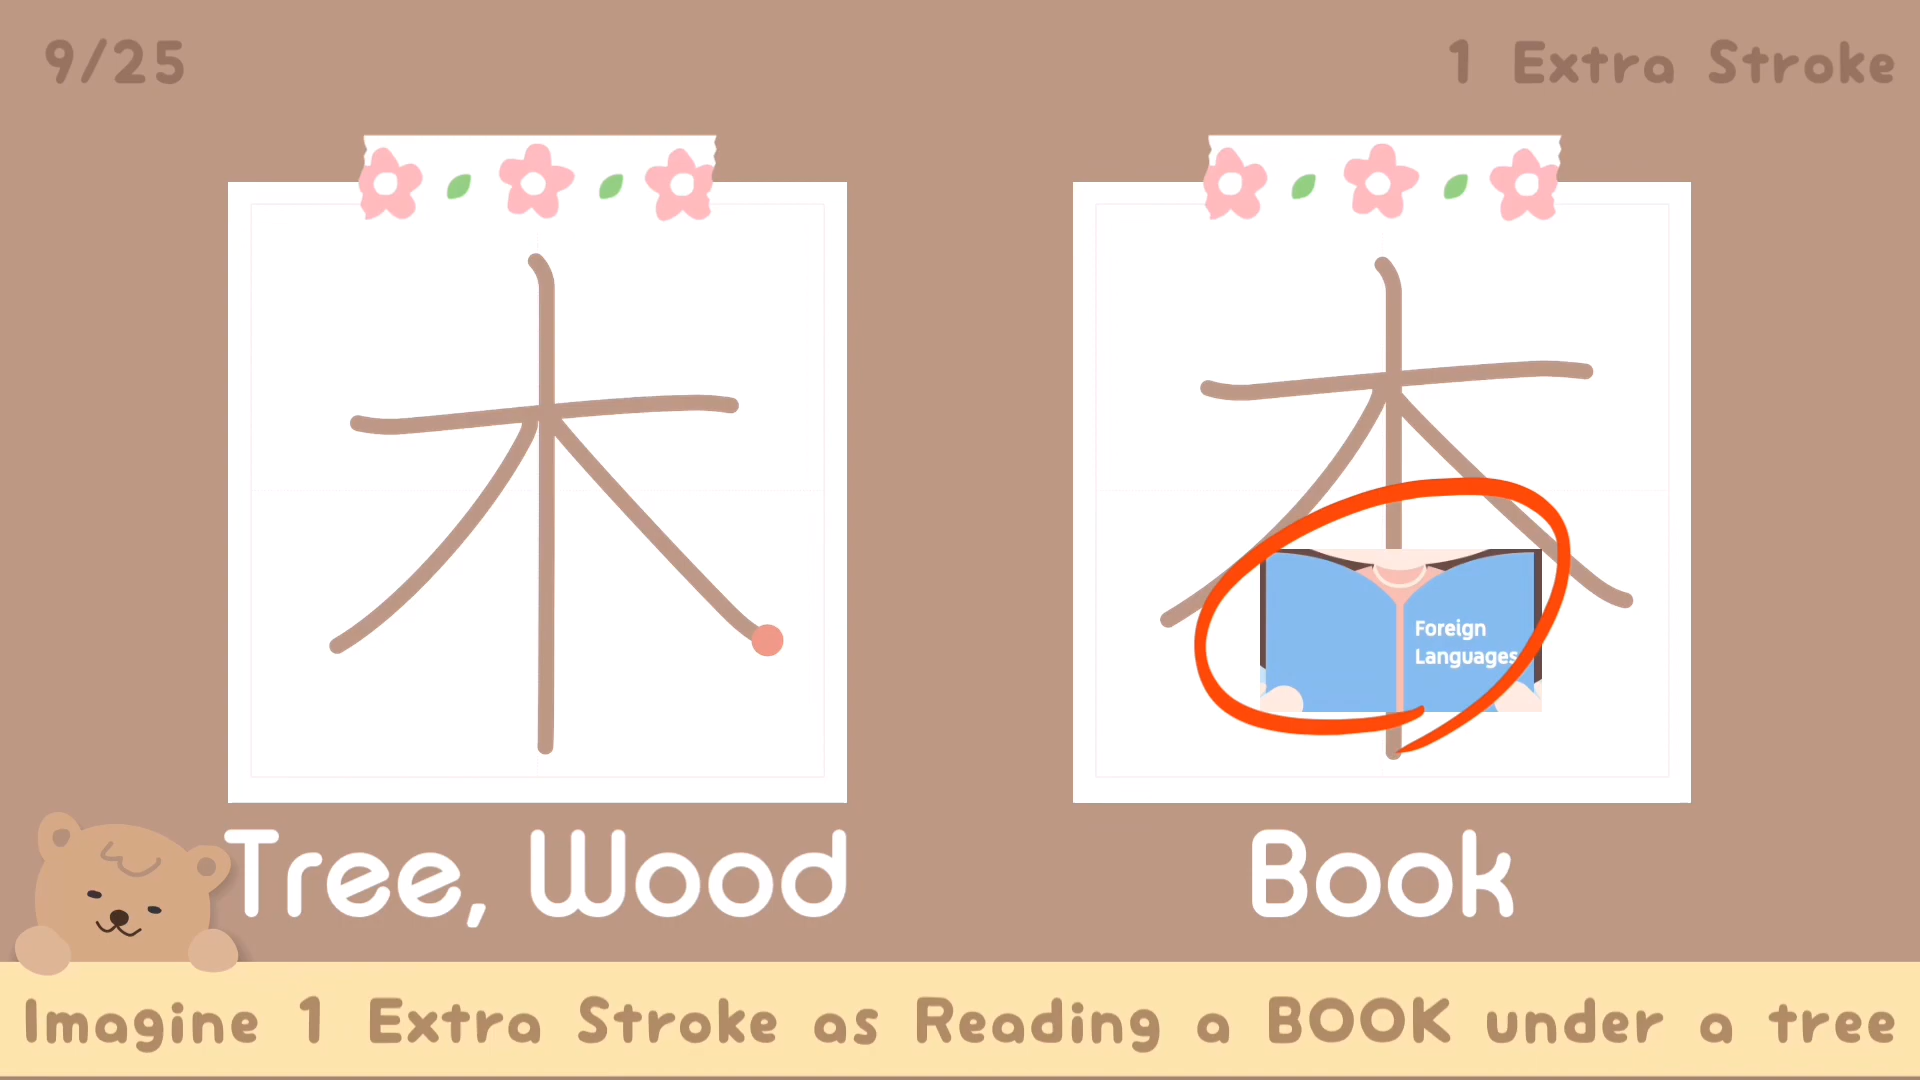 9/25
1 Extra Stroke
木
本
Foreign
Languages
Tree, Wood
Book
Imagine 1 Extra Stroke as Reading a BOOK under a tree